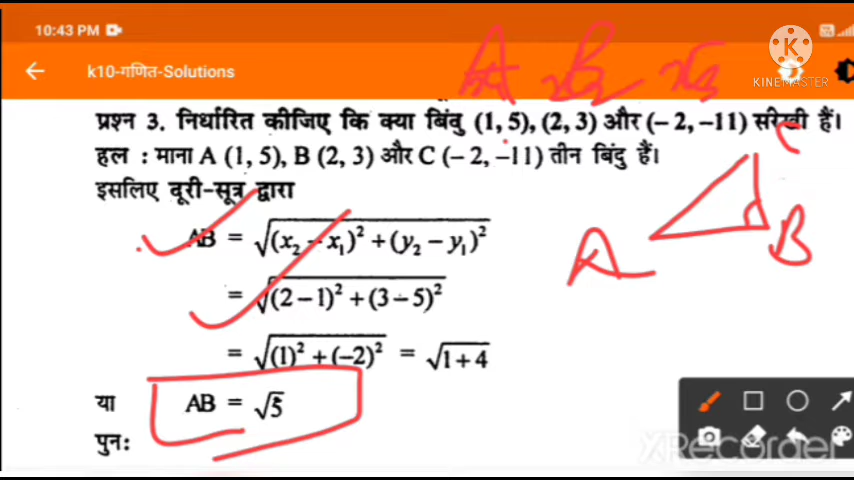 10:43 PM
K
KINEMASTER
k10-गणित-Solutions
A B
प्रश्न 3. निर्धारित कीजिए कि क्या बिंदु (1, 5), (2, 3) और (– 2, –11) सरेखी हैं।
हल : माना A (1, 5), B (2, 3) और C (– 2, –11) तीन बिंदु हैं।
इसलिए दूरी-सूत्र द्वारा
AB = √(x₂ – x₁)² + (y₂ – y₁)²
= √(2 – 1)² + (3 – 5)²
= √(1)² + (–2)² = √1 + 4
या AB = √5
पुन:
C
A B
XRecorder